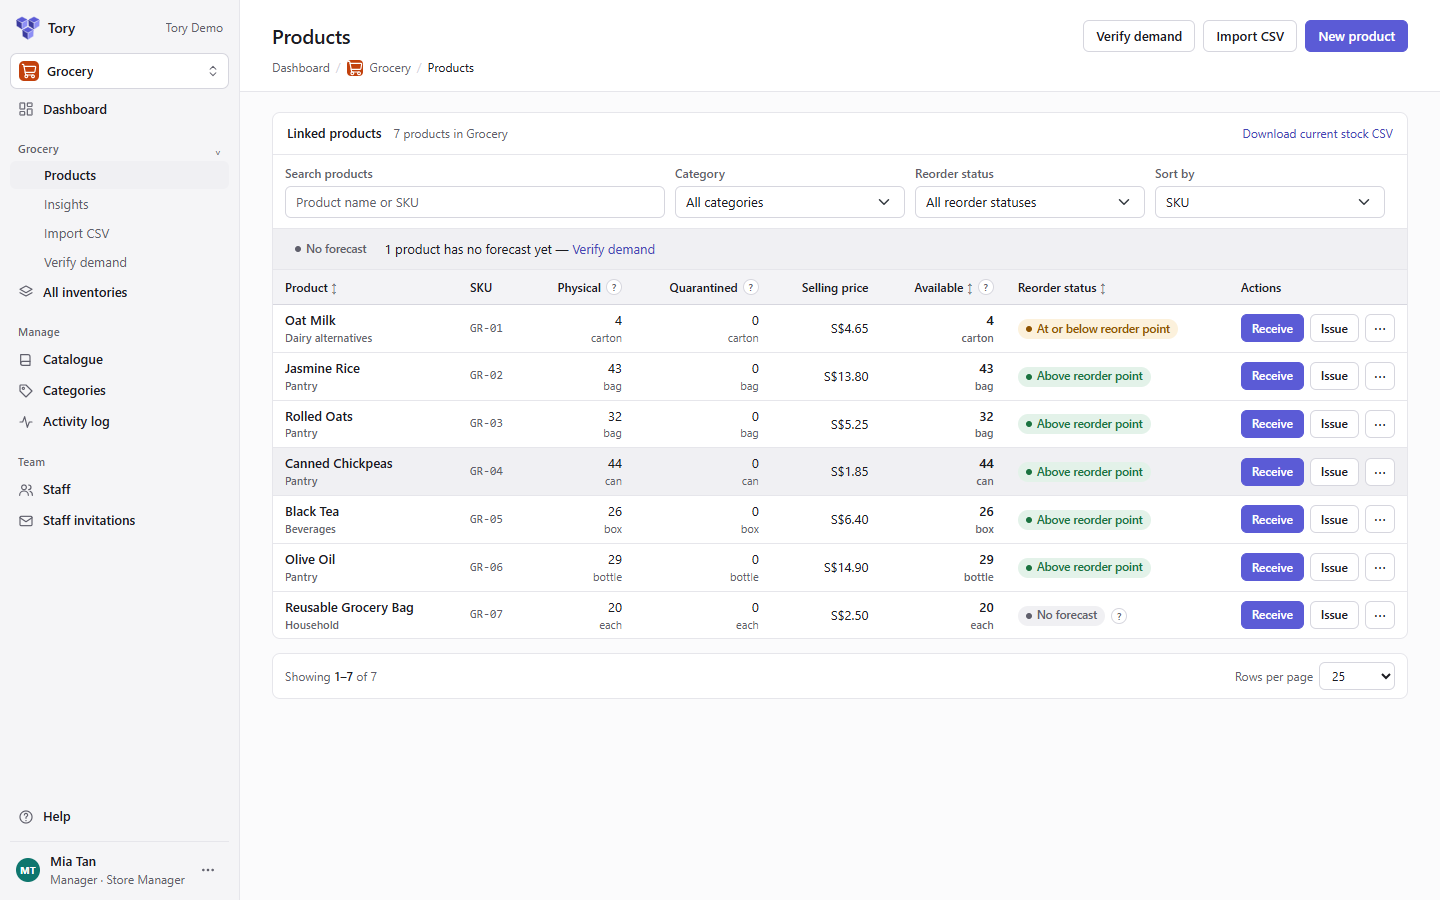 Tory
Tory Demo
Grocery
Dashboard
Grocery
Products
Insights
Import CSV
Verify demand
All inventories
Manage
Catalogue
Categories
Activity log
Team
Staff
Staff invitations
Help
MT
Mia Tan
Manager · Store Manager
Products
Dashboard / Grocery / Products
Verify demand
Import CSV
New product
Linked products 7 products in Grocery
Download current stock CSV
Search products
Category
Reorder status
Sort by
Product name or SKU
All categories
All reorder statuses
SKU
No forecast 1 product has no forecast yet — Verify demand
Product SKU Physical ? Quarantined ? Selling price Available ? Reorder status Actions
Oat Milk GR-01 4 0 S$4.65 4 At or below reorder point Receive Issue ...
Dairy alternatives carton carton carton
Jasmine Rice GR-02 43 0 S$13.80 43 Above reorder point Receive Issue ...
Pantry bag bag bag
Rolled Oats GR-03 32 0 S$5.25 32 Above reorder point Receive Issue ...
Pantry bag bag bag
Canned Chickpeas GR-04 44 0 S$1.85 44 Above reorder point Receive Issue ...
Pantry can can can
Black Tea GR-05 26 0 S$6.40 26 Above reorder point Receive Issue ...
Beverages box box box
Olive Oil GR-06 29 0 S$14.90 29 Above reorder point Receive Issue ...
Pantry bottle bottle bottle
Reusable Grocery Bag GR-07 20 0 S$2.50 20 No forecast ? Receive Issue ...
Household each each each
Showing 1–7 of 7
Rows per page 25